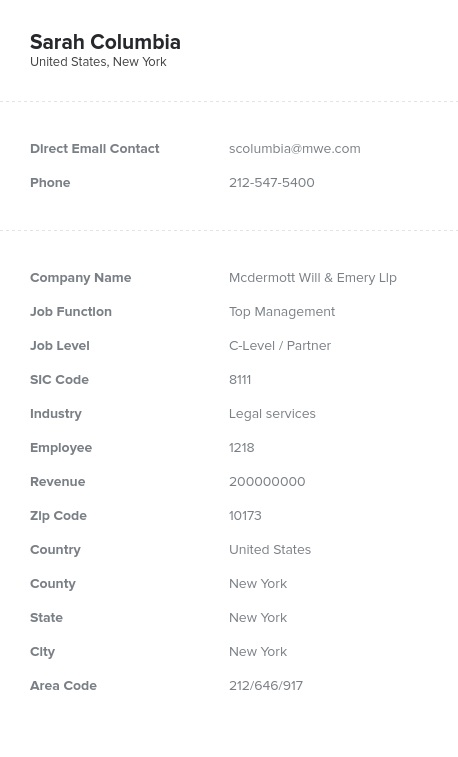 Sarah Columbia
United States, New York
Direct Email Contact scolumbia@mwe.com
Phone 212-547-5400
Company Name Mcdermott Will & Emery Llp
Job Function Top Management
Job Level C-Level / Partner
SIC Code 8111
Industry Legal services
Employee 1218
Revenue 200000000
Zip Code 10173
Country United States
County New York
State New York
City New York
Area Code 212/646/917